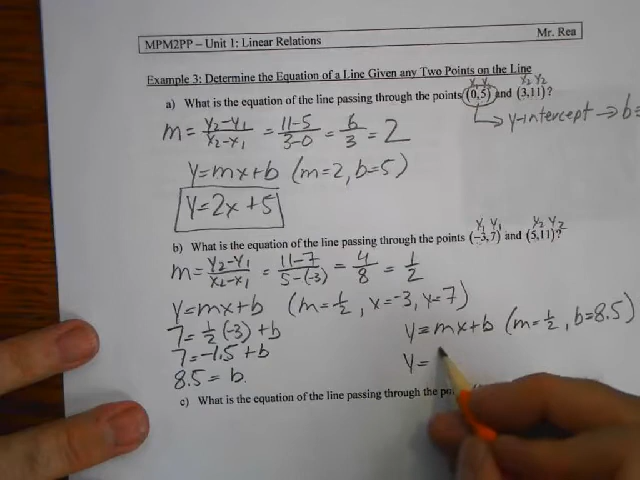 MPM2PP – Unit 1: Linear Relations Mr. Rea
Example 3: Determine the Equation of a Line Given any Two Points on the Line
x₁ y₁ x₂ y₂
a) What is the equation of the line passing through the points (0,5) and (3,11)?
y-intercept → b=
m = y₂-y₁/x₂-x₁ = 11-5/3-0 = 6/3 = 2
y=mx+b (m=2, b=5)
y=2x+5
x₁ y₁ x₂ y₂
b) What is the equation of the line passing through the points (-3,7) and (5,11)?
m = y₂-y₁/x₂-x₁ = 11-7/5-(-3) = 4/8 = 1/2
y=mx+b (m=1/2, x=-3, y=7)
7=1/2(-3)+b
7=-1.5+b
8.5=b
y=mx+b (m=1/2, b=8.5)
y=
c) What is the equation of the line passing through the